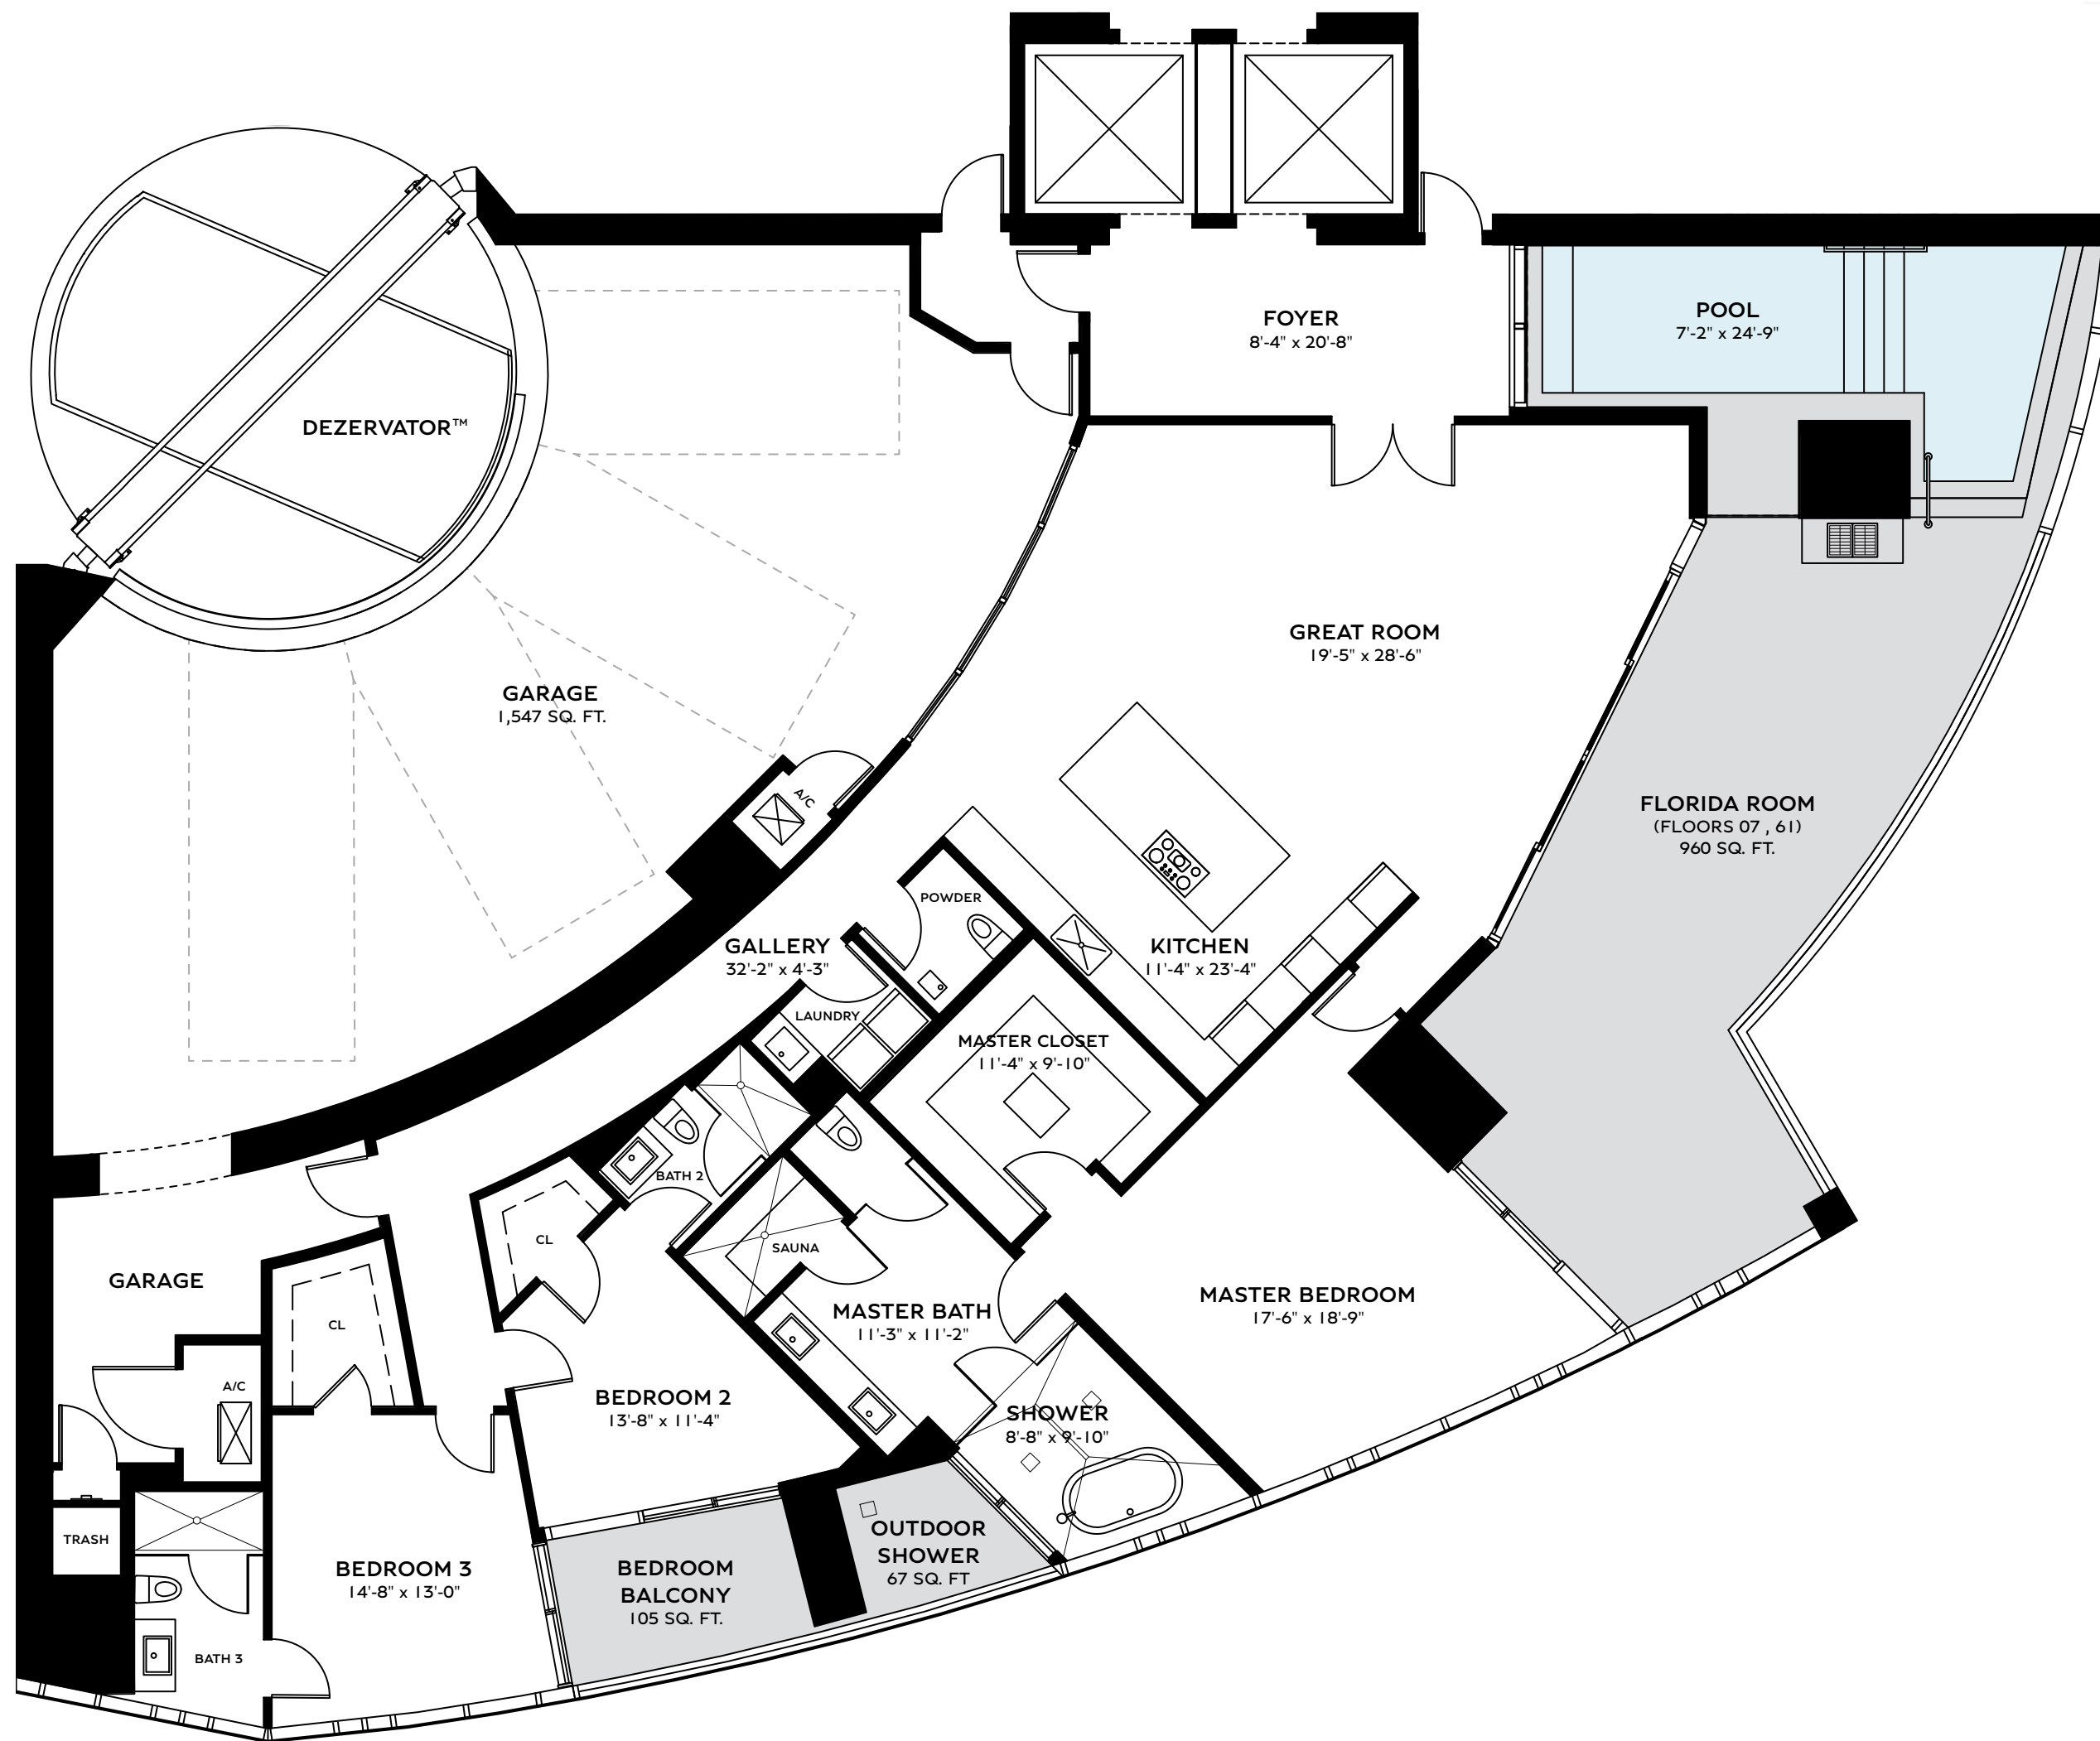 FOYER
8'-4" x 20'-8"
POOL
7'-2" x 24'-9"
DEZERVATOR™
GREAT ROOM
19'-5" x 28'-6"
GARAGE
1,547 SQ. FT.
A/C
FLORIDA ROOM
(FLOORS 07 , 61)
960 SQ. FT.
POWDER
GALLERY
32'-2" x 4'-3"
KITCHEN
11'-4" x 23'-4"
LAUNDRY
MASTER CLOSET
11'-4" x 9'-10"
BATH 2
CL
SAUNA
GARAGE
CL
MASTER BATH
11'-3" x 11'-2"
MASTER BEDROOM
17'-6" x 18'-9"
A/C
BEDROOM 2
13'-8" x 11'-4"
SHOWER
8'-8" x 9'-10"
TRASH
OUTDOOR
SHOWER
67 SQ. FT
BEDROOM 3
14'-8" x 13'-0"
BEDROOM
BALCONY
105 SQ. FT.
BATH 3